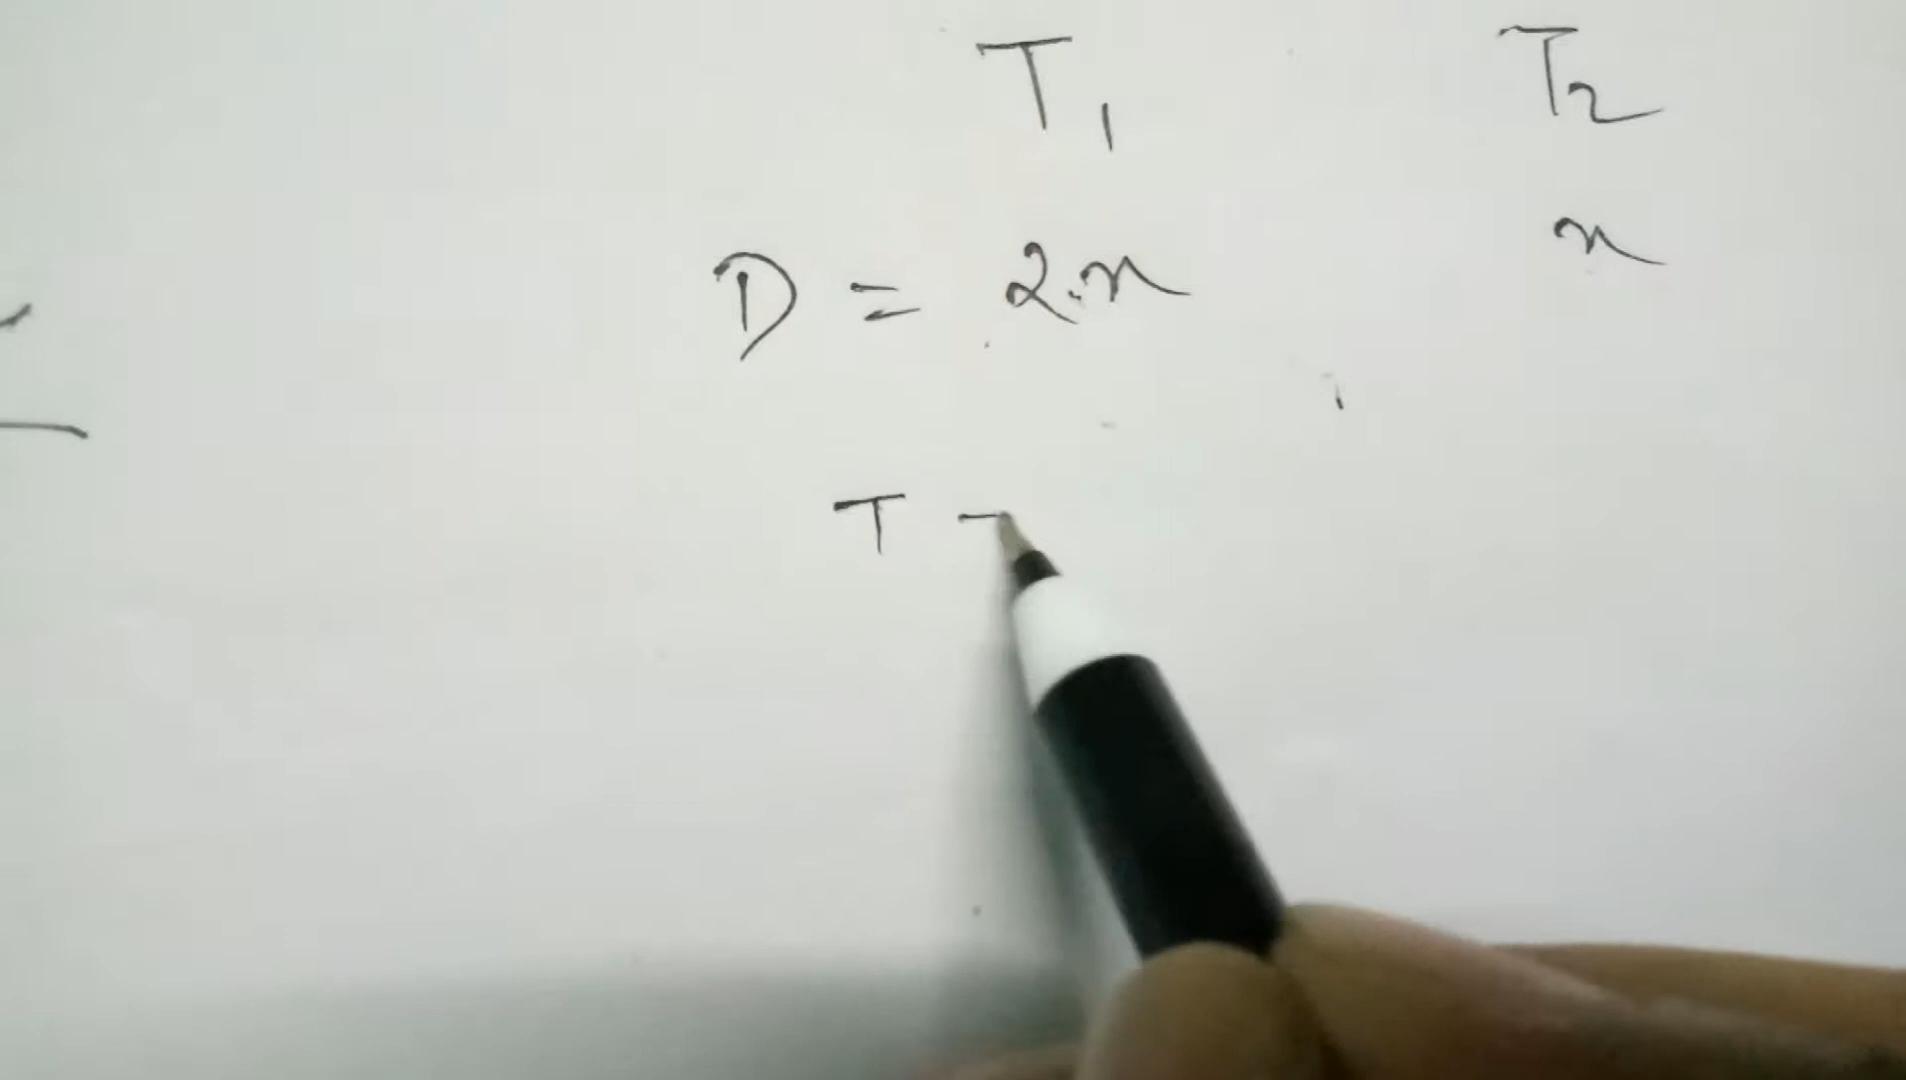 T₁ T₂
x
D = 2x
T -